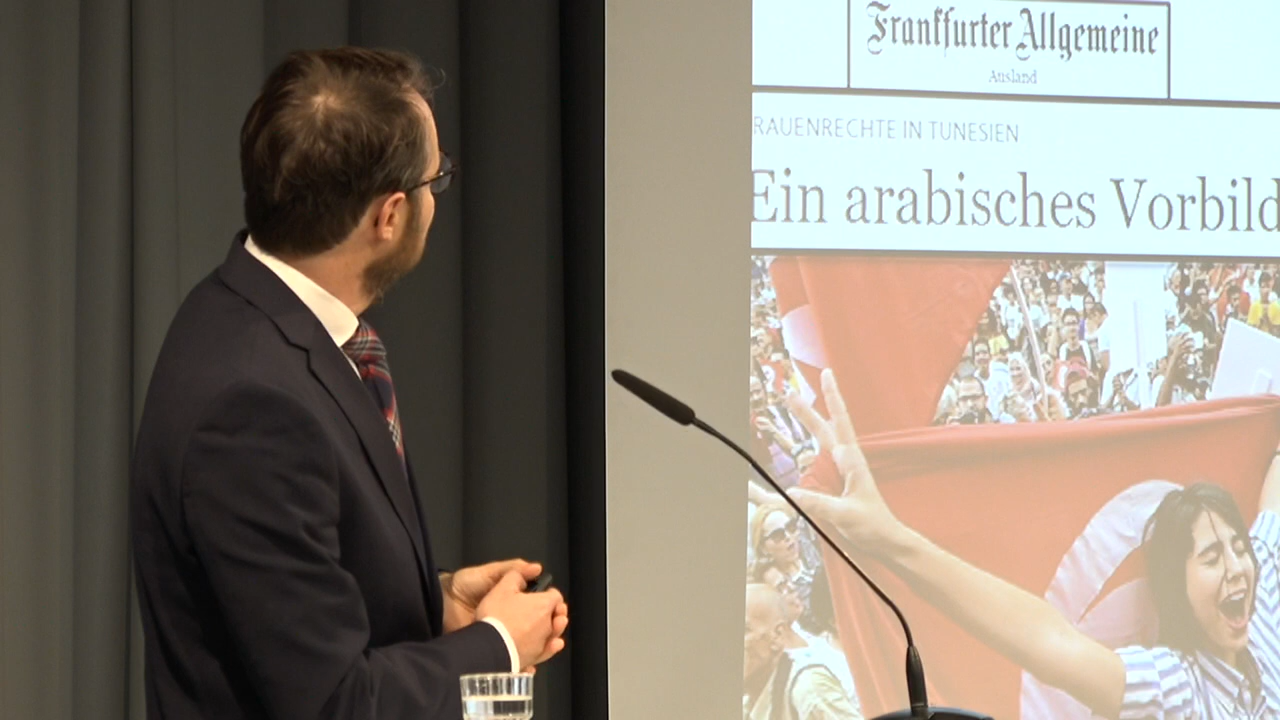 Frankfurter Allgemeine
Ausland
RAUENRECHTE IN TUNESIEN
Ein arabisches Vorbild